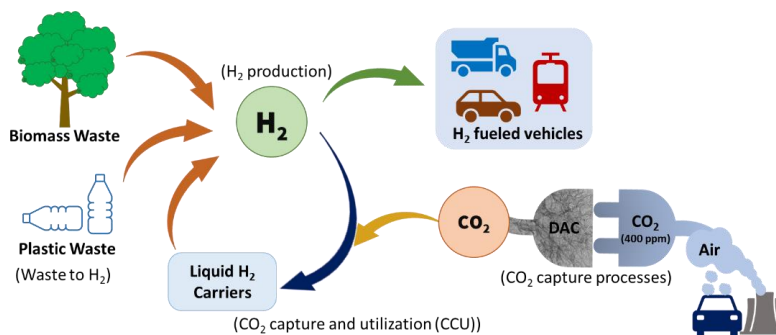 Biomass Waste
Plastic Waste
(Waste to H₂)
(H₂ production)
H₂
H₂ fueled vehicles
Liquid H₂
Carriers
CO₂
DAC
CO₂
(400 ppm)
Air
(CO₂ capture processes)
(CO₂ capture and utilization (CCU))